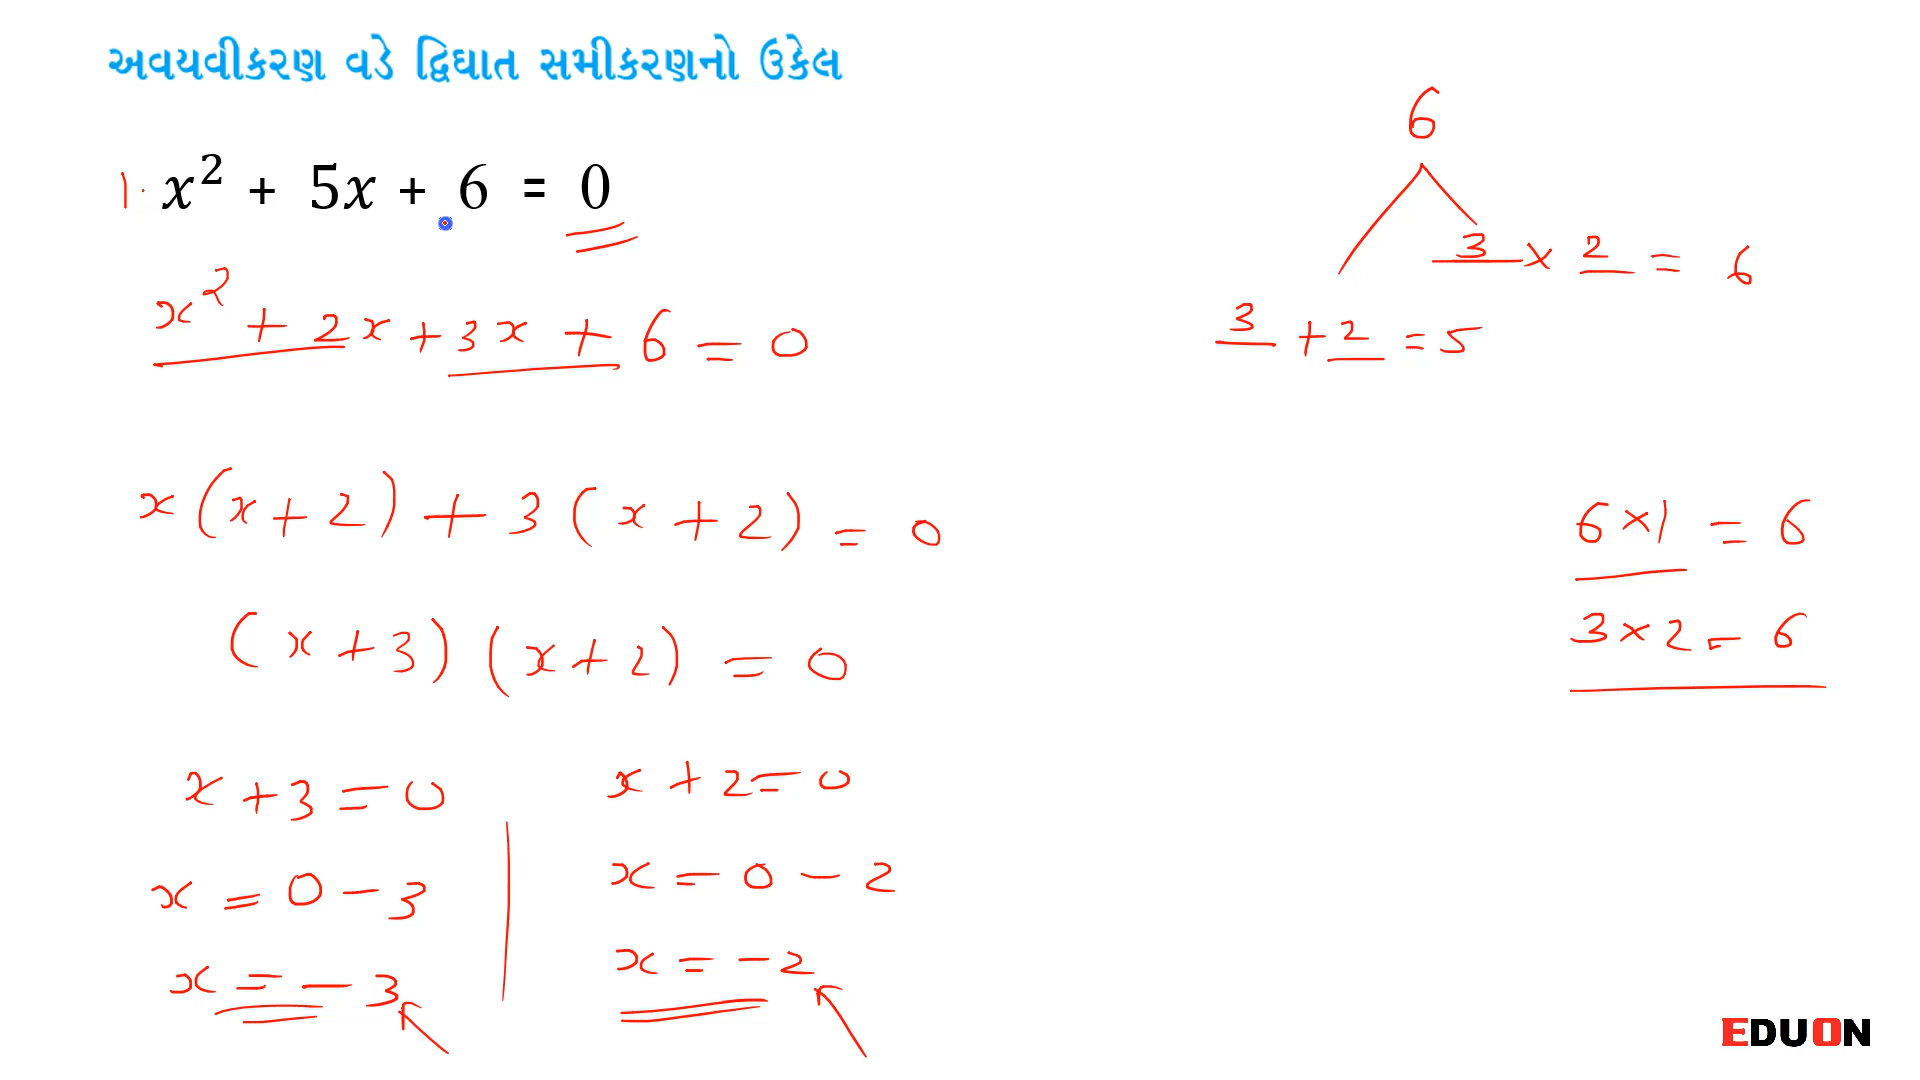 અવયવીકરણ વડે દ્વિઘાત સમીકરણનો ઉકેલ
1. x² + 5x + 6 = 0
x² + 2x + 3x + 6 = 0
x(x+2) + 3(x+2) = 0
(x+3)(x+2) = 0
x+3=0
x = 0-3
x = -3
x+2=0
x = 0-2
x = -2
6
3 × 2 = 6
3 + 2 = 5
6×1 = 6
3×2 = 6
EDUON